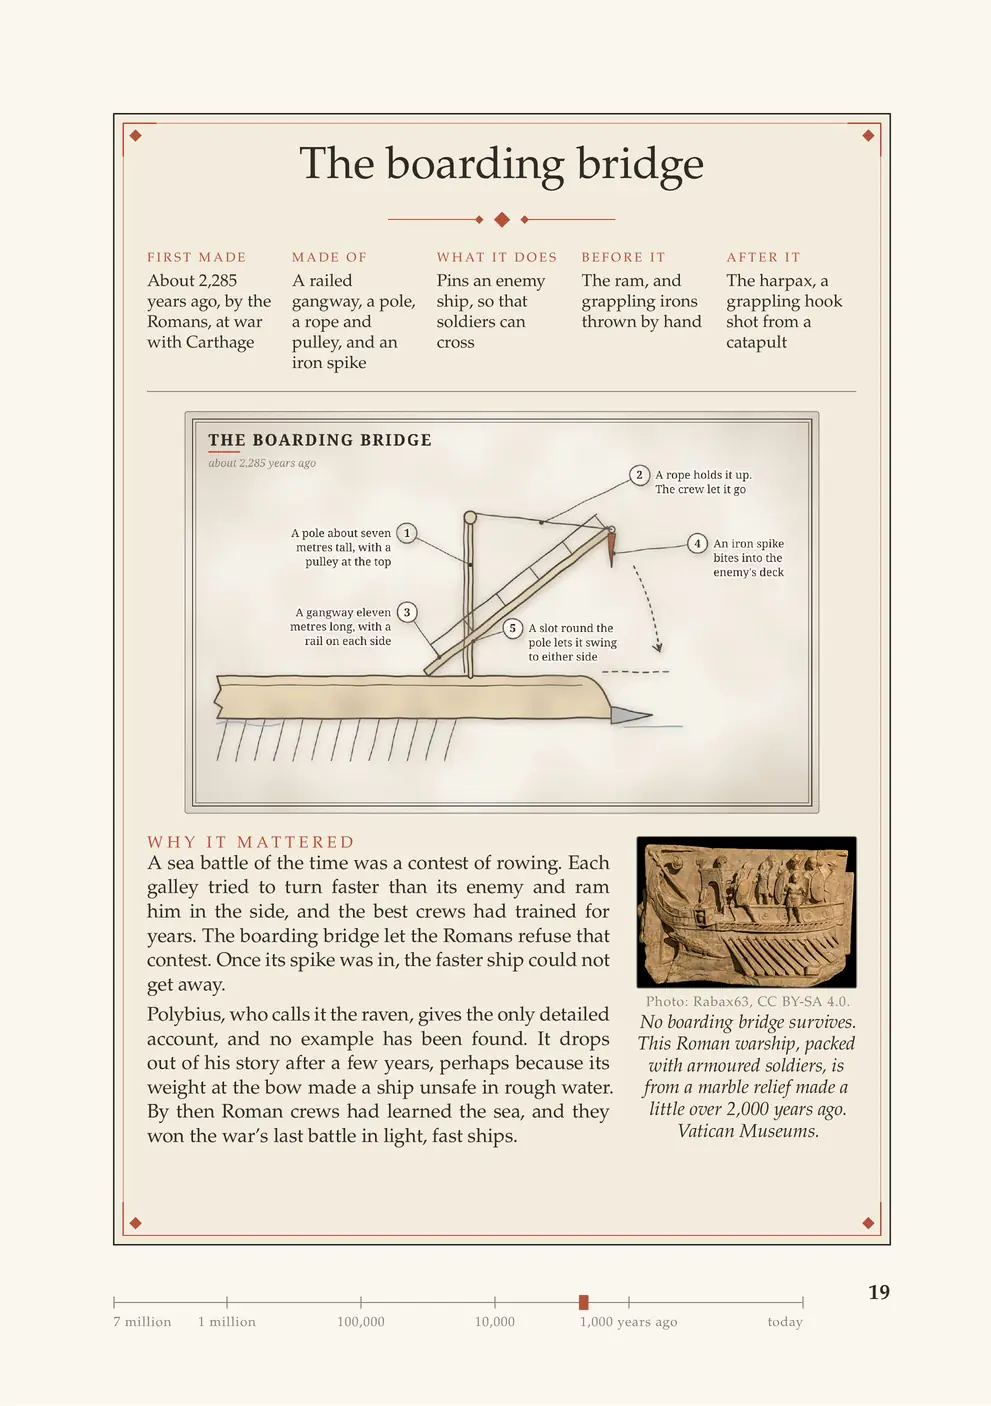 The boarding bridge
FIRST MADE
About 2,285
years ago, by the
Romans, at war
with Carthage
MADE OF
A railed
gangway, a pole,
a rope and
pulley, and an
iron spike
WHAT IT DOES
Pins an enemy
ship, so that
soldiers can
cross
BEFORE IT
The ram, and
grappling irons
thrown by hand
AFTER IT
The harpax, a
grappling hook
shot from a
catapult
THE BOARDING BRIDGE
about 2,285 years ago
1
A pole about seven
metres tall, with a
pulley at the top
2
A rope holds it up.
The crew let it go
3
A gangway eleven
metres long, with a
rail on each side
4
An iron spike
bites into the
enemy's deck
5
A slot round the
pole lets it swing
to either side
WHY IT MATTERED
A sea battle of the time was a contest of rowing. Each
galley tried to turn faster than its enemy and ram
him in the side, and the best crews had trained for
years. The boarding bridge let the Romans refuse that
contest. Once its spike was in, the faster ship could not
get away.
Polybius, who calls it the raven, gives the only detailed
account, and no example has been found. It drops
out of his story after a few years, perhaps because its
weight at the bow made a ship unsafe in rough water.
By then Roman crews had learned the sea, and they
won the war's last battle in light, fast ships.
Photo: Rabax63, CC BY-SA 4.0.
No boarding bridge survives.
This Roman warship, packed
with armoured soldiers, is
from a marble relief made a
little over 2,000 years ago.
Vatican Museums.
19
7 million
1 million
100,000
10,000
1,000 years ago
today